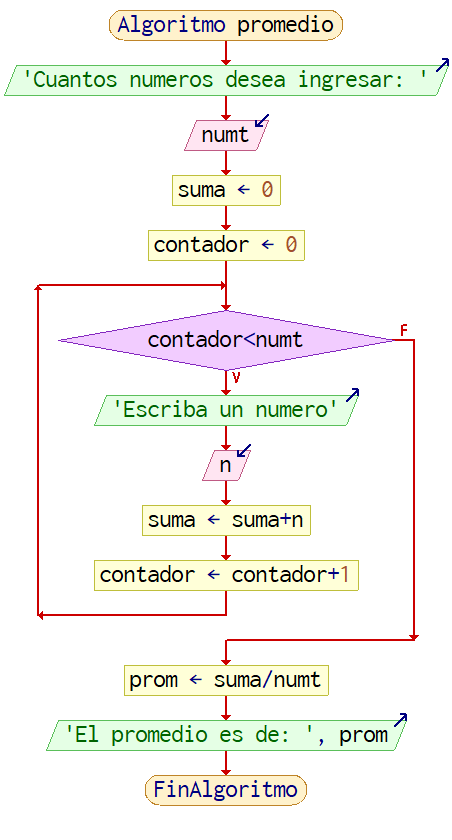 Algoritmo promedio
'Cuantos numeros desea ingresar: '
numt
suma ← 0
contador ← 0
contador<numt
F
V
'Escriba un numero'
n
suma ← suma+n
contador ← contador+1
prom ← suma/numt
'El promedio es de: ', prom
FinAlgoritmo